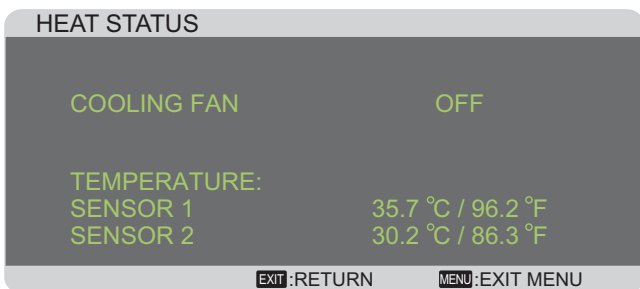 HEAT STATUS
COOLING FAN OFF
TEMPERATURE:
SENSOR 1 35.7 °C / 96.2 °F
SENSOR 2 30.2 °C / 86.3 °F
EXIT:RETURN MENU:EXIT MENU